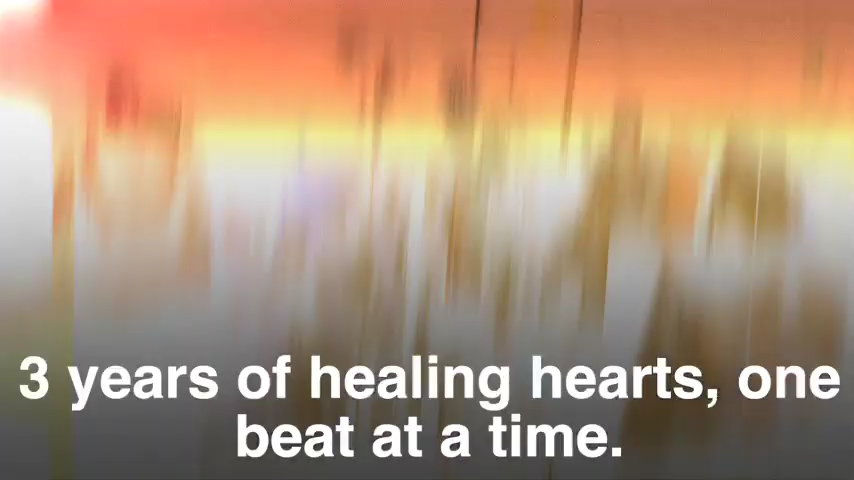 3 years of healing hearts, one
beat at a time.